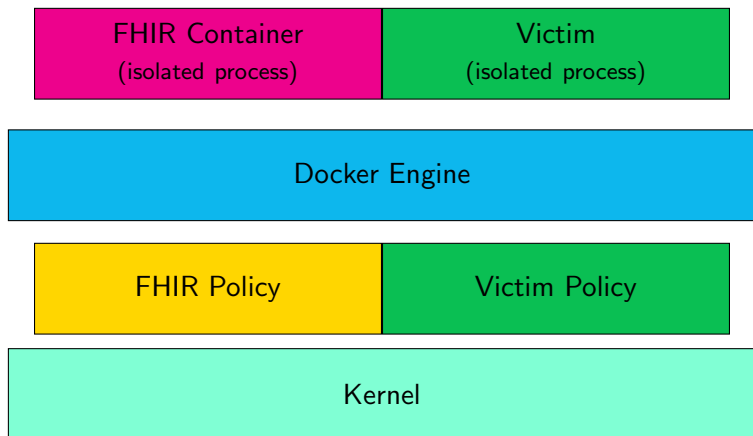 FHIR Container
(isolated process)
Victim
(isolated process)
Docker Engine
FHIR Policy
Victim Policy
Kernel